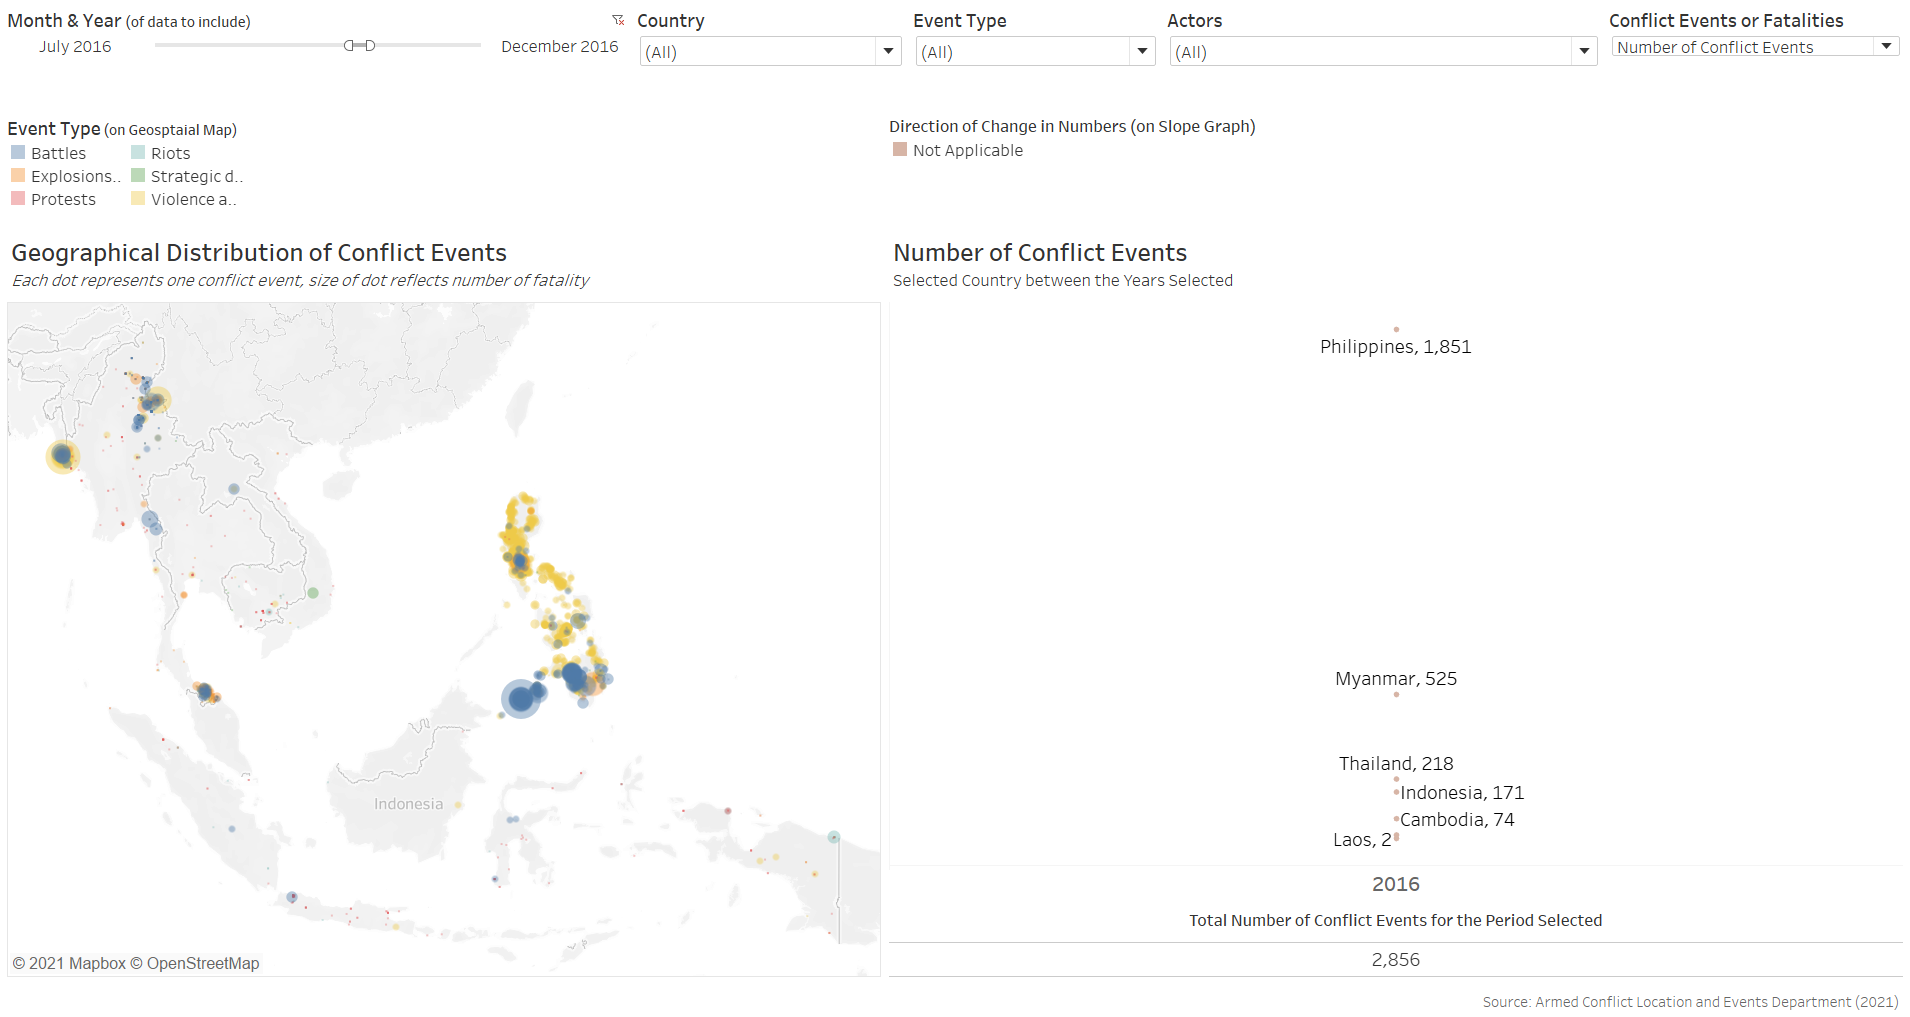 Month & Year (of data to include)
July 2016
December 2016
Country
(All)
Event Type
(All)
Actors
(All)
Conflict Events or Fatalities
Number of Conflict Events
Event Type (on Geosptaial Map)
Battles
Riots
Explosions..
Strategic d..
Protests
Violence a..
Direction of Change in Numbers (on Slope Graph)
Not Applicable
Geographical Distribution of Conflict Events
Each dot represents one conflict event, size of dot reflects number of fatality
Indonesia
© 2021 Mapbox © OpenStreetMap
Number of Conflict Events
Selected Country between the Years Selected
Philippines, 1,851
Myanmar, 525
Thailand, 218
Indonesia, 171
Cambodia, 74
Laos, 2
2016
Total Number of Conflict Events for the Period Selected
2,856
Source: Armed Conflict Location and Events Department (2021)